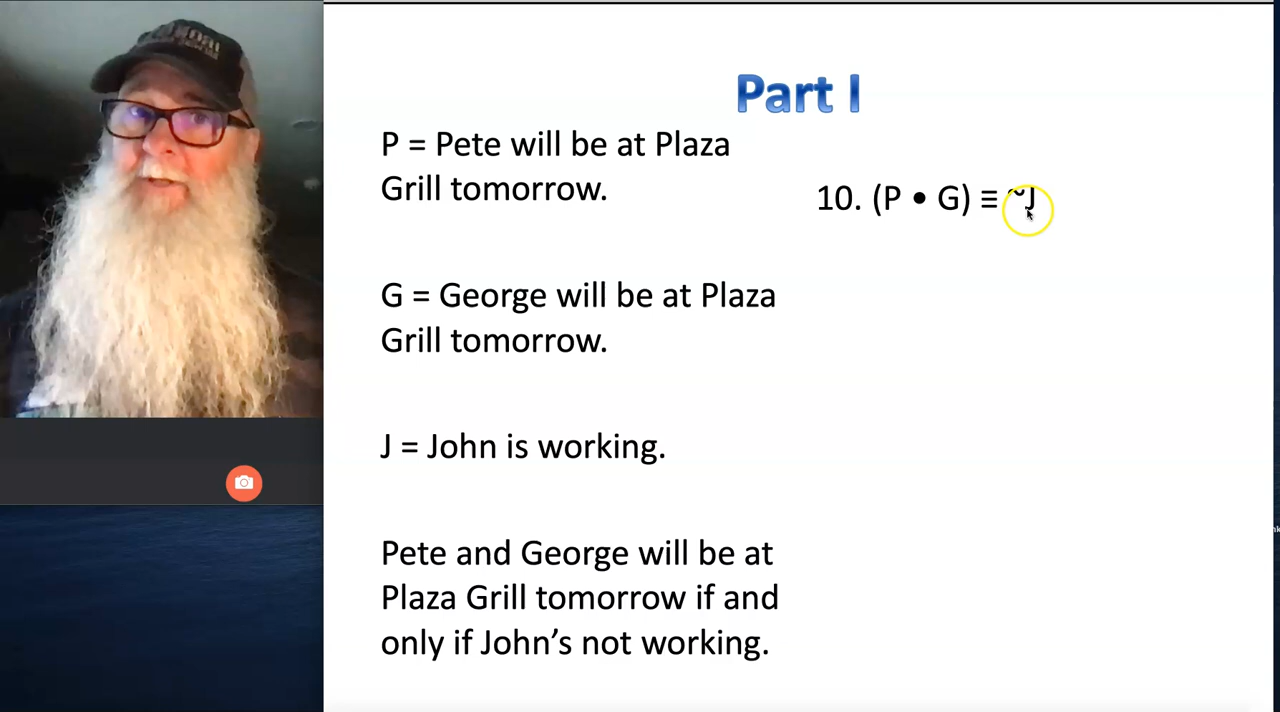 Part I
P = Pete will be at Plaza
Grill tomorrow.
10. (P • G) ≡ ~J
G = George will be at Plaza
Grill tomorrow.
J = John is working.
Pete and George will be at
Plaza Grill tomorrow if and
only if John’s not working.